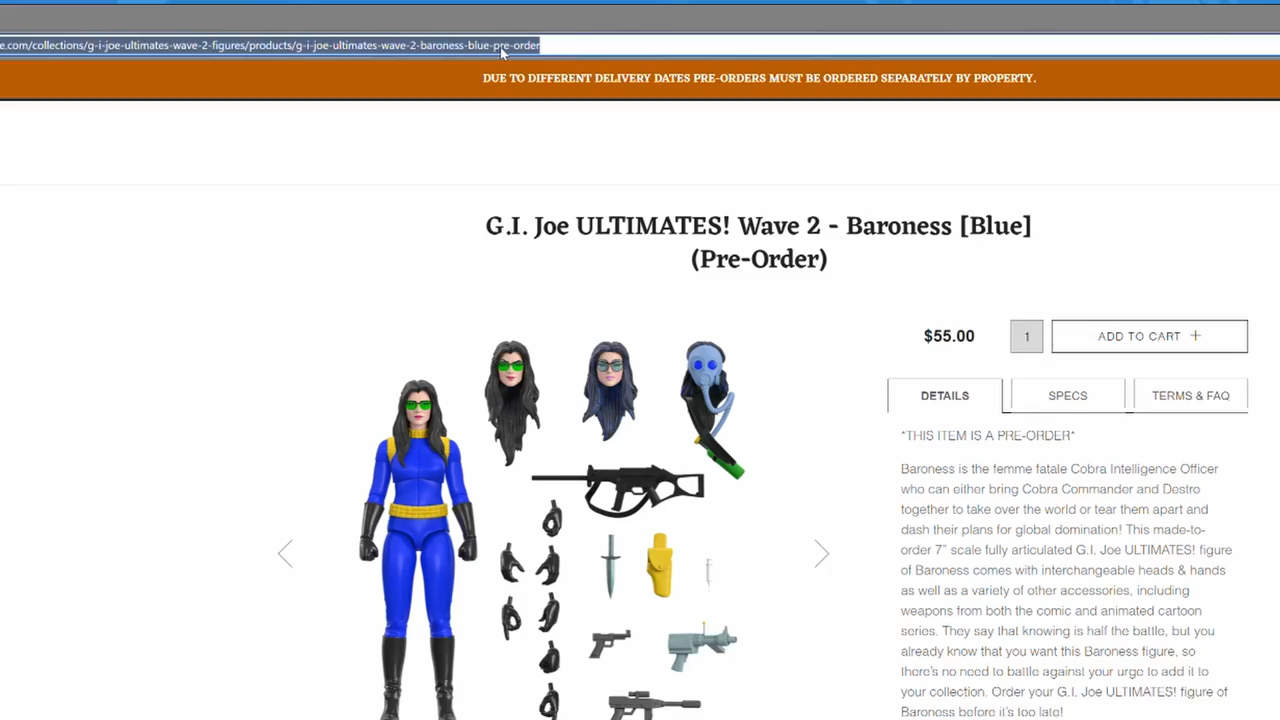 e.com/collections/g-i-joe-ultimates-wave-2-figures/products/g-i-joe-ultimates-wave-2-baroness-blue-pre-order
DUE TO DIFFERENT DELIVERY DATES PRE-ORDERS MUST BE ORDERED SEPARATELY BY PROPERTY.
G.I. Joe ULTIMATES! Wave 2 - Baroness [Blue]
(Pre-Order)
$55.00
1
ADD TO CART +
DETAILS
SPECS
TERMS & FAQ
*THIS ITEM IS A PRE-ORDER*
Baroness is the femme fatale Cobra Intelligence Officer
who can either bring Cobra Commander and Destro
together to take over the world or tear them apart and
dash their plans for global domination! This made-to-
order 7” scale fully articulated G.I. Joe ULTIMATES! figure
of Baroness comes with interchangeable heads & hands
as well as a variety of other accessories, including
weapons from both the comic and animated cartoon
series. They say that knowing is half the battle, but you
already know that you want this Baroness figure, so
there's no need to battle against your urge to add it to
your collection. Order your G.I. Joe ULTIMATES! figure of
Baroness before it's too late!